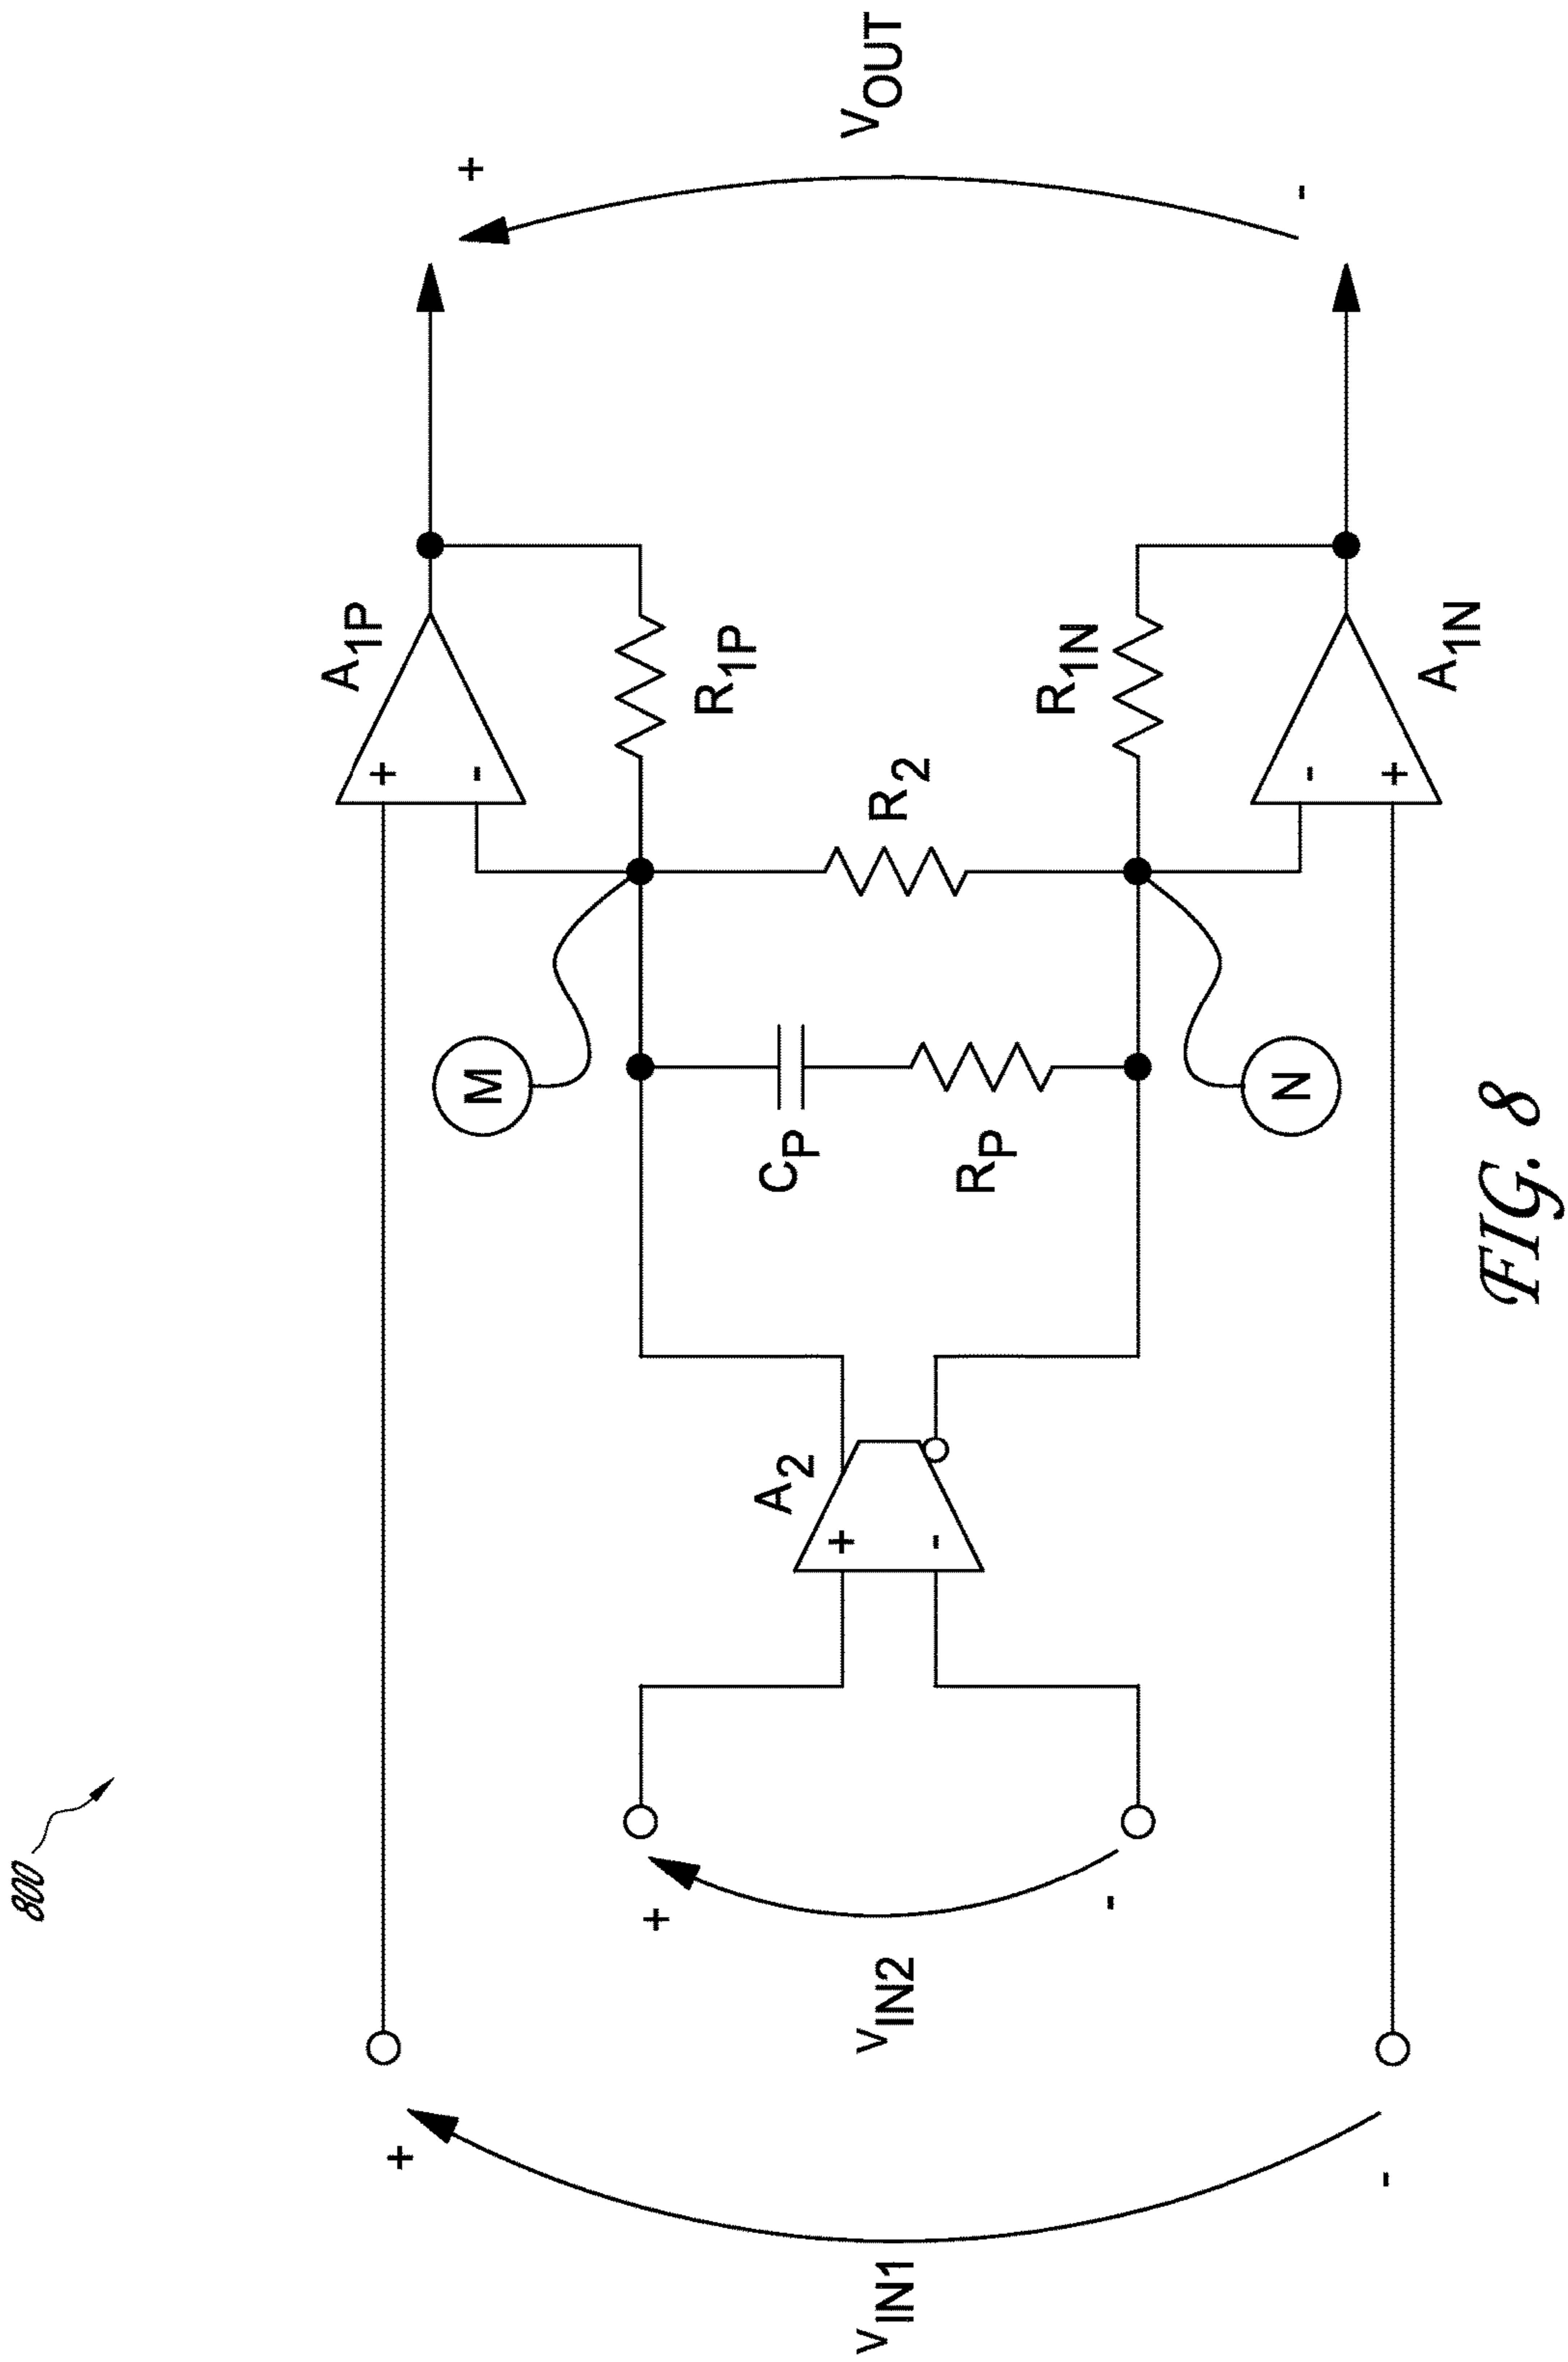 800
A1P
+
-
R1P
M
VOUT
+
-
R2
CP
RP
A2
+
-
VIN2
+
-
VIN1
+
-
R1N
N
-
+
A1N
FIG. 8